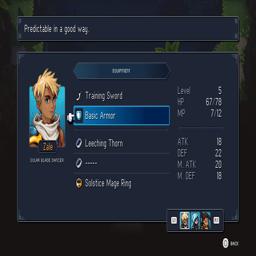 Predictable in a good way.
EQUIPMENT
Training Sword
Basic Armor
Leeching Thorn
-----
Solstice Mage Ring
Zale
SOLAR BLADE DANCER
Level 5
HP 67/78
MP 7/12
ATK 18
DEF 22
M. ATK 20
M. DEF 18
BACK